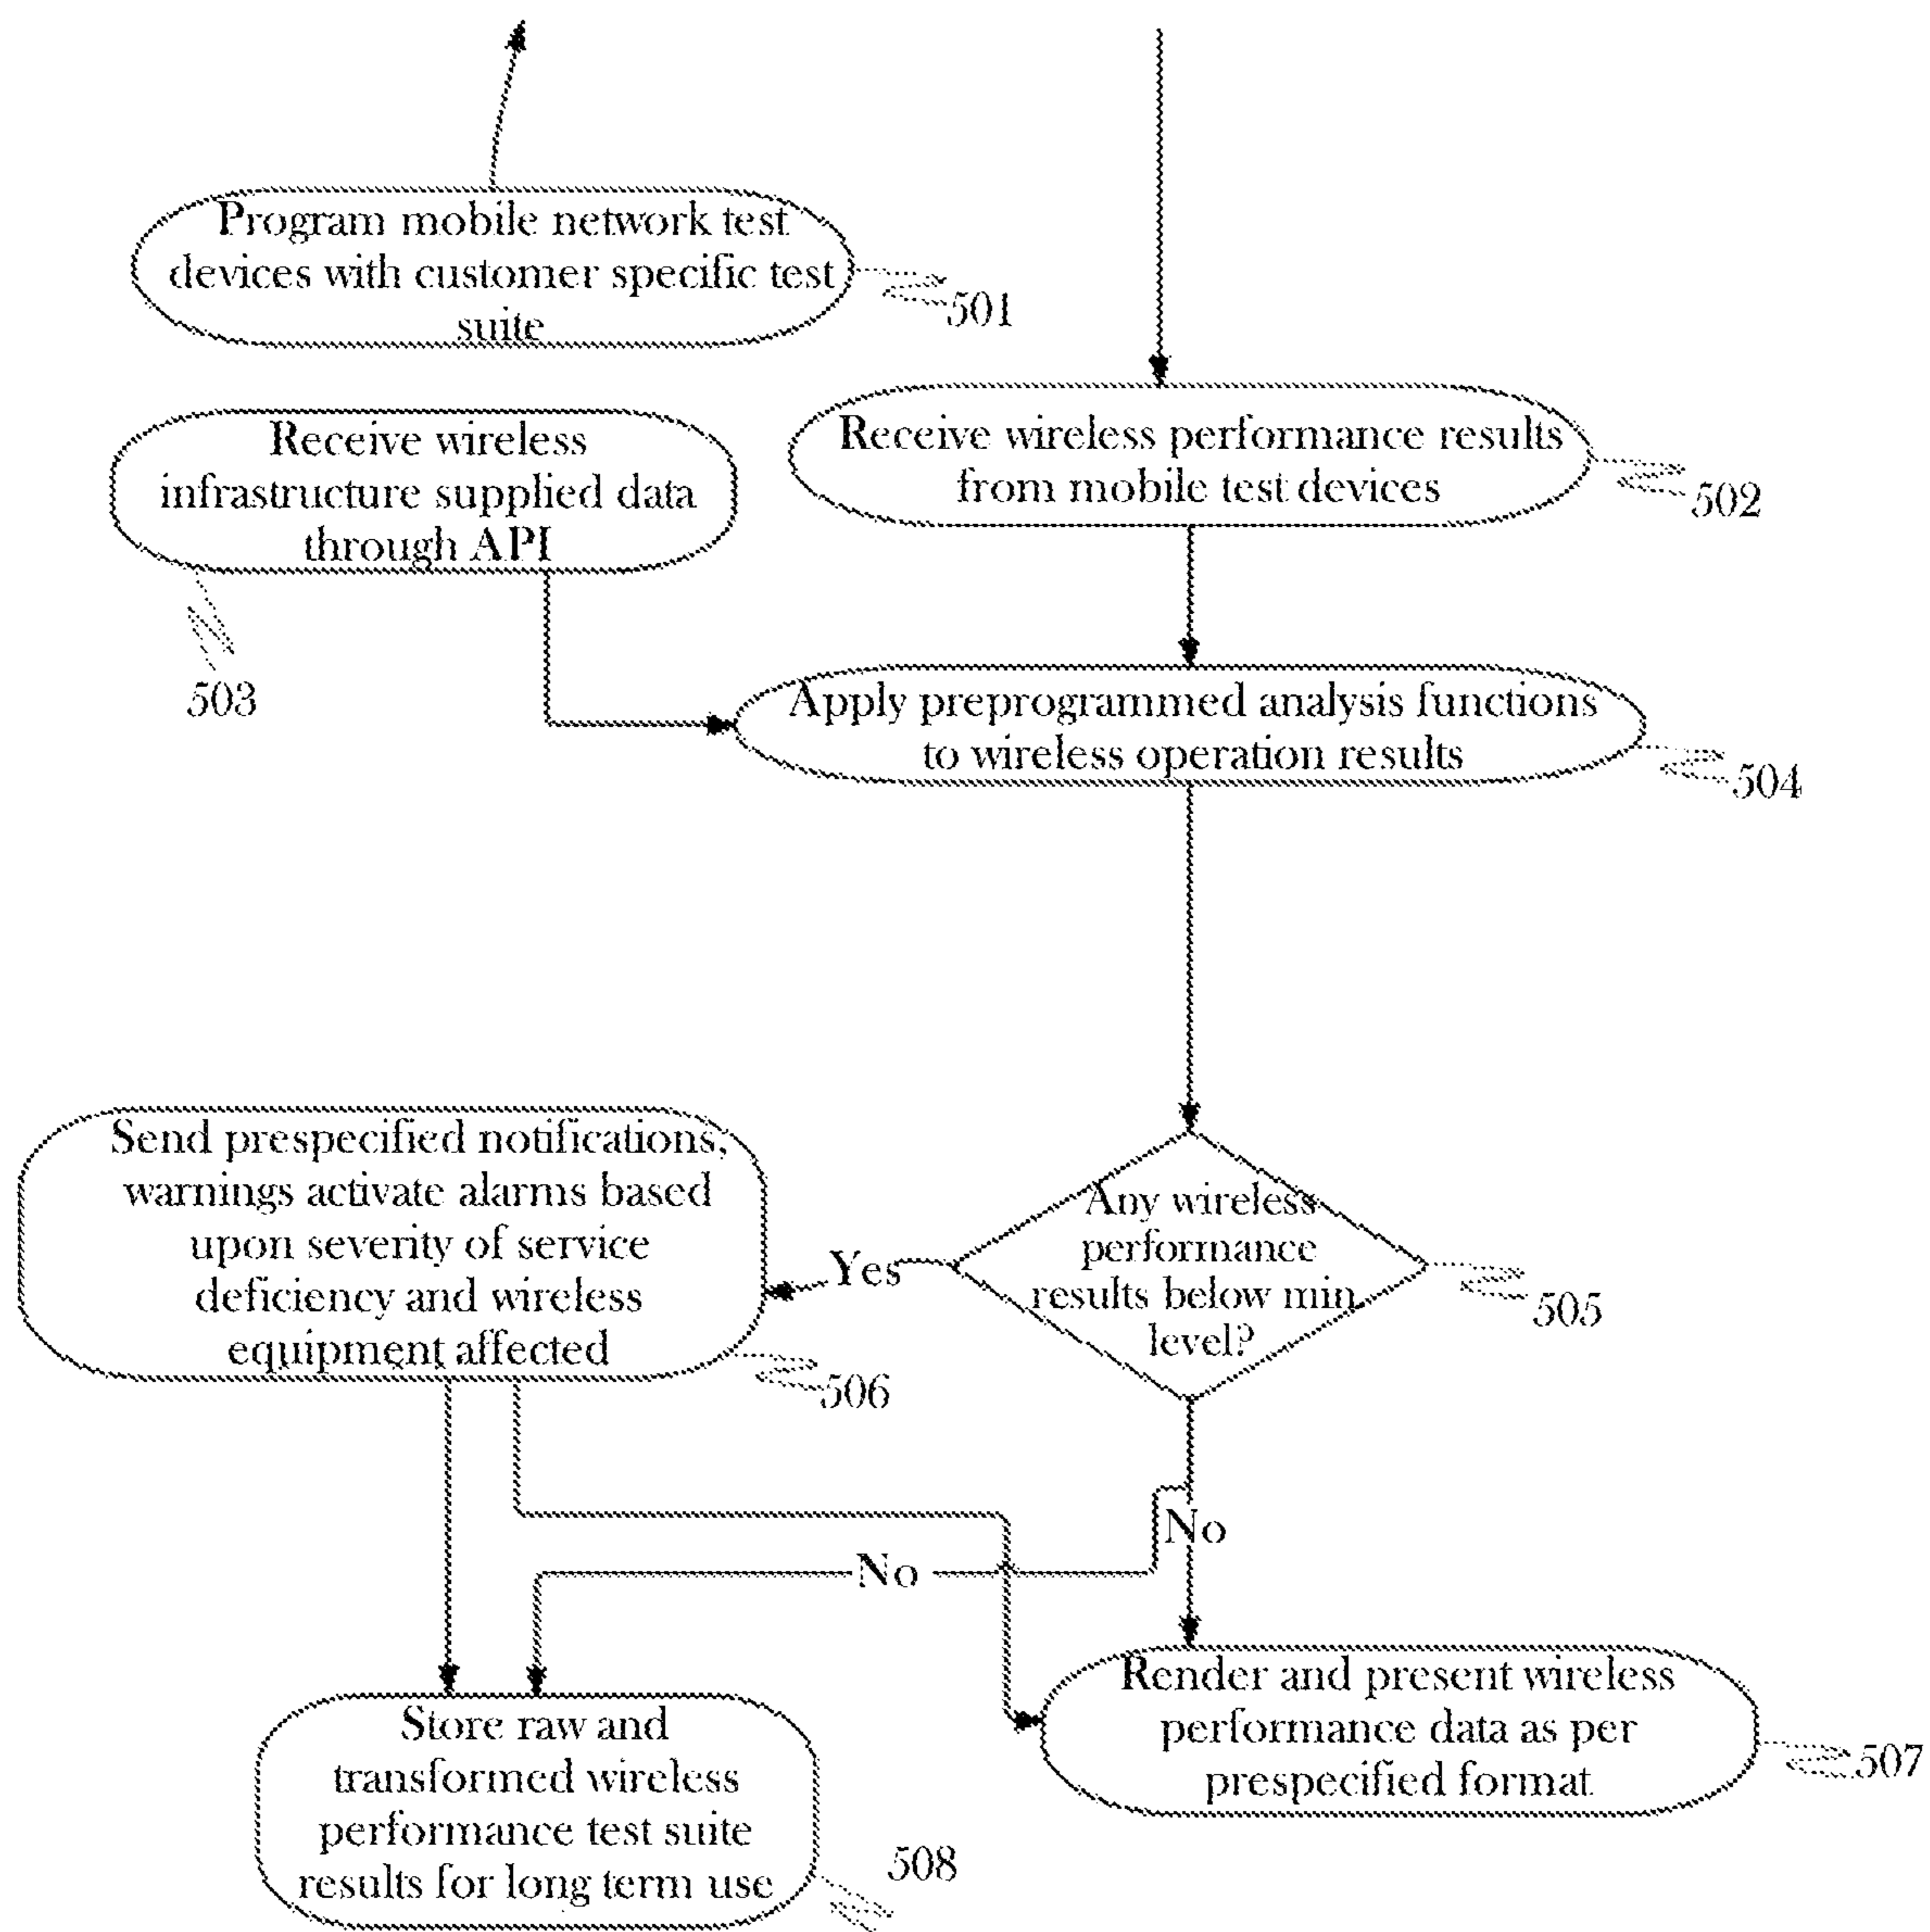 Program mobile network test
devices with customer specific test
suite
501
Receive wireless
infrastructure supplied data
through API
503
Receive wireless performance results
from mobile test devices
502
Apply preprogrammed analysis functions
to wireless operation results
504
Send prespecified notifications,
warnings activate alarms based
upon severity of service
deficiency and wireless
equipment affected
506
Yes
Any wireless
performance
results below min
level?
505
No
No
Store raw and
transformed wireless
performance test suite
results for long term use
508
Render and present wireless
performance data as per
prespecified format
507